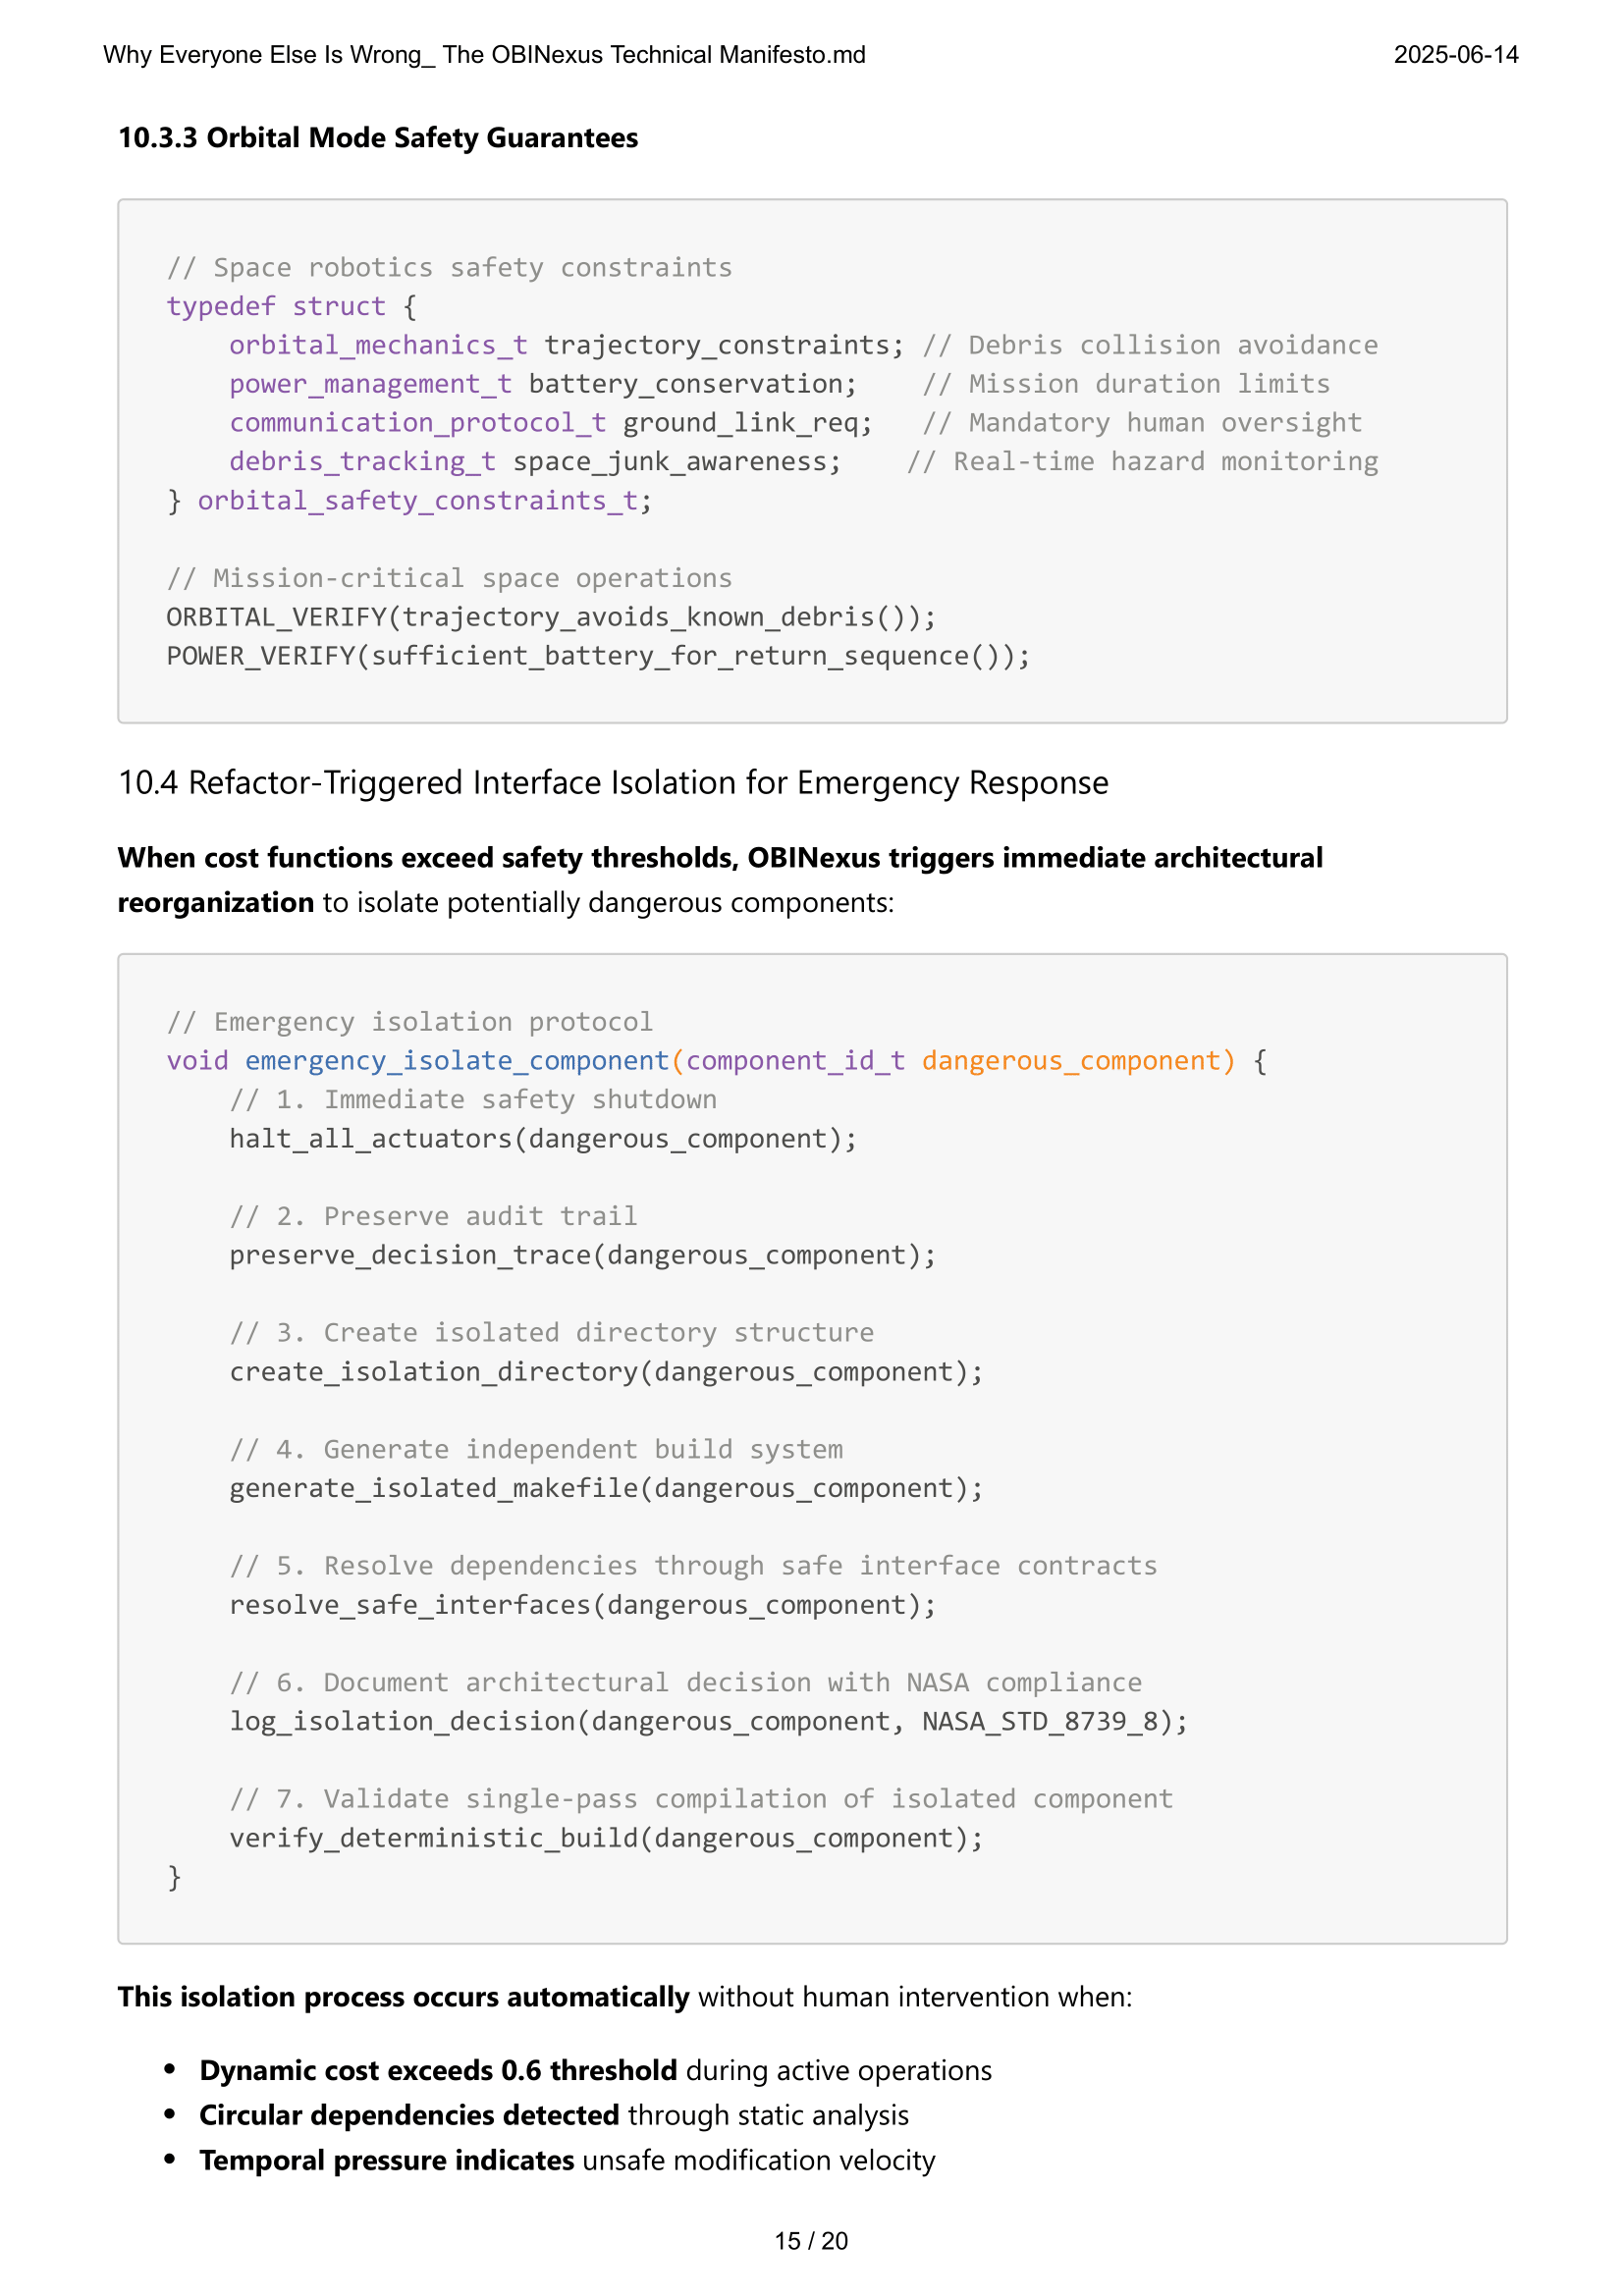 Why Everyone Else Is Wrong_ The OBINexus Technical Manifesto.md 2025-06-14
10.3.3 Orbital Mode Safety Guarantees
// Space robotics safety constraints
typedef struct {
    orbital_mechanics_t trajectory_constraints; // Debris collision avoidance
    power_management_t battery_conservation;    // Mission duration limits
    communication_protocol_t ground_link_req;   // Mandatory human oversight
    debris_tracking_t space_junk_awareness;    // Real-time hazard monitoring
} orbital_safety_constraints_t;
// Mission-critical space operations
ORBITAL_VERIFY(trajectory_avoids_known_debris());
POWER_VERIFY(sufficient_battery_for_return_sequence());
10.4 Refactor-Triggered Interface Isolation for Emergency Response
When cost functions exceed safety thresholds, OBINexus triggers immediate architectural
reorganization to isolate potentially dangerous components:
// Emergency isolation protocol
void emergency_isolate_component(component_id_t dangerous_component) {
    // 1. Immediate safety shutdown
    halt_all_actuators(dangerous_component);
    // 2. Preserve audit trail
    preserve_decision_trace(dangerous_component);
    // 3. Create isolated directory structure
    create_isolation_directory(dangerous_component);
    // 4. Generate independent build system
    generate_isolated_makefile(dangerous_component);
    // 5. Resolve dependencies through safe interface contracts
    resolve_safe_interfaces(dangerous_component);
    // 6. Document architectural decision with NASA compliance
    log_isolation_decision(dangerous_component, NASA_STD_8739_8);
    // 7. Validate single-pass compilation of isolated component
    verify_deterministic_build(dangerous_component);
}
This isolation process occurs automatically without human intervention when:
• Dynamic cost exceeds 0.6 threshold during active operations
• Circular dependencies detected through static analysis
• Temporal pressure indicates unsafe modification velocity
15 / 20